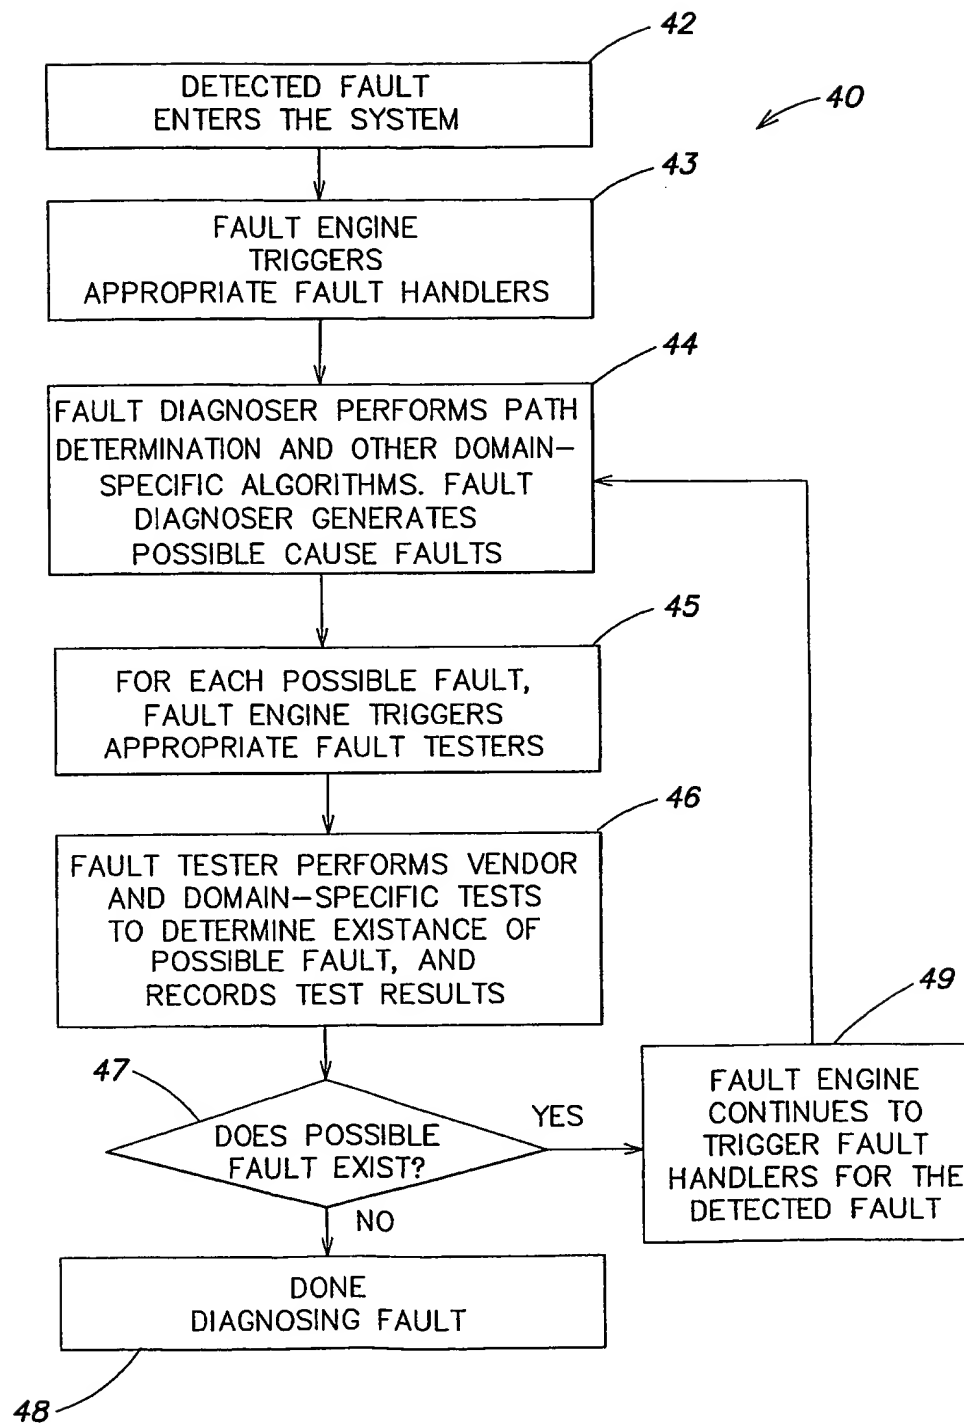 42
DETECTED FAULT
ENTERS THE SYSTEM
40
43
FAULT ENGINE
TRIGGERS
APPROPRIATE FAULT HANDLERS
44
FAULT DIAGNOSER PERFORMS PATH
DETERMINATION AND OTHER DOMAIN–
SPECIFIC ALGORITHMS. FAULT
DIAGNOSER GENERATES
POSSIBLE CAUSE FAULTS
45
FOR EACH POSSIBLE FAULT,
FAULT ENGINE TRIGGERS
APPROPRIATE FAULT TESTERS
46
FAULT TESTER PERFORMS VENDOR
AND DOMAIN–SPECIFIC TESTS
TO DETERMINE EXISTANCE OF
POSSIBLE FAULT, AND
RECORDS TEST RESULTS
47
DOES POSSIBLE
FAULT EXIST?
YES
NO
49
FAULT ENGINE
CONTINUES TO
TRIGGER FAULT
HANDLERS FOR THE
DETECTED FAULT
DONE
DIAGNOSING FAULT
48